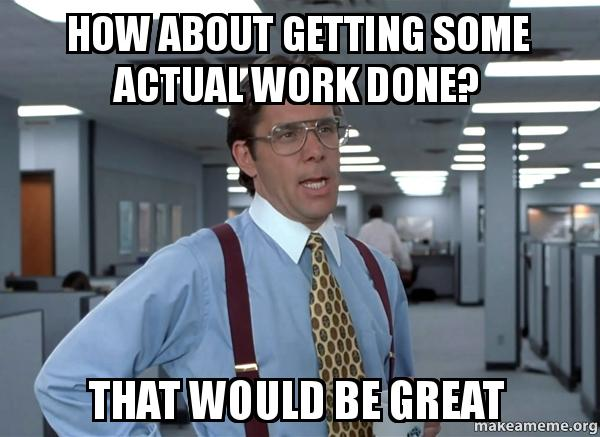 HOW ABOUT GETTING SOME
ACTUAL WORK DONE?
THAT WOULD BE GREAT
makeameme.org